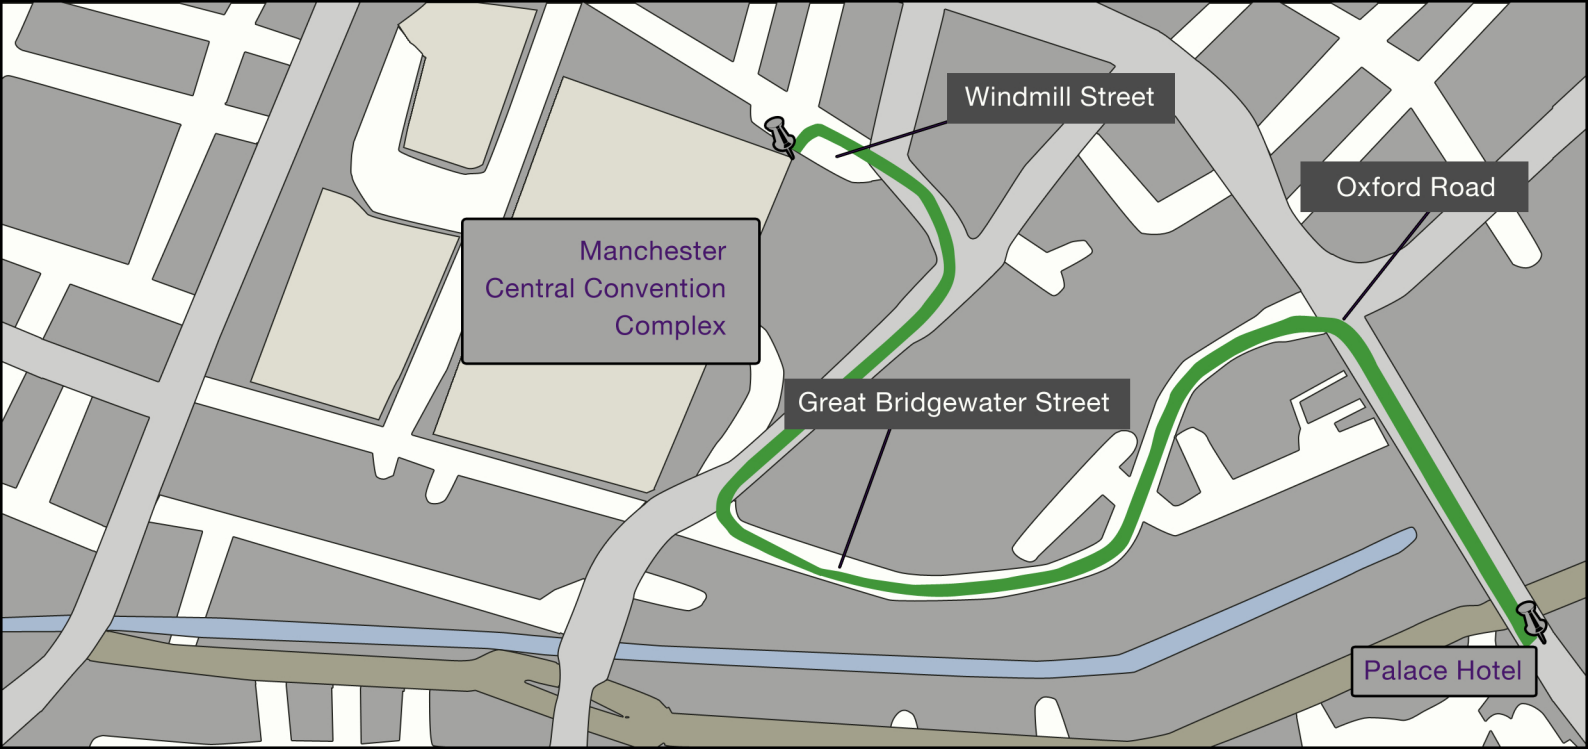 Windmill Street
Oxford Road
Manchester
Central Convention
Complex
Great Bridgewater Street
Palace Hotel